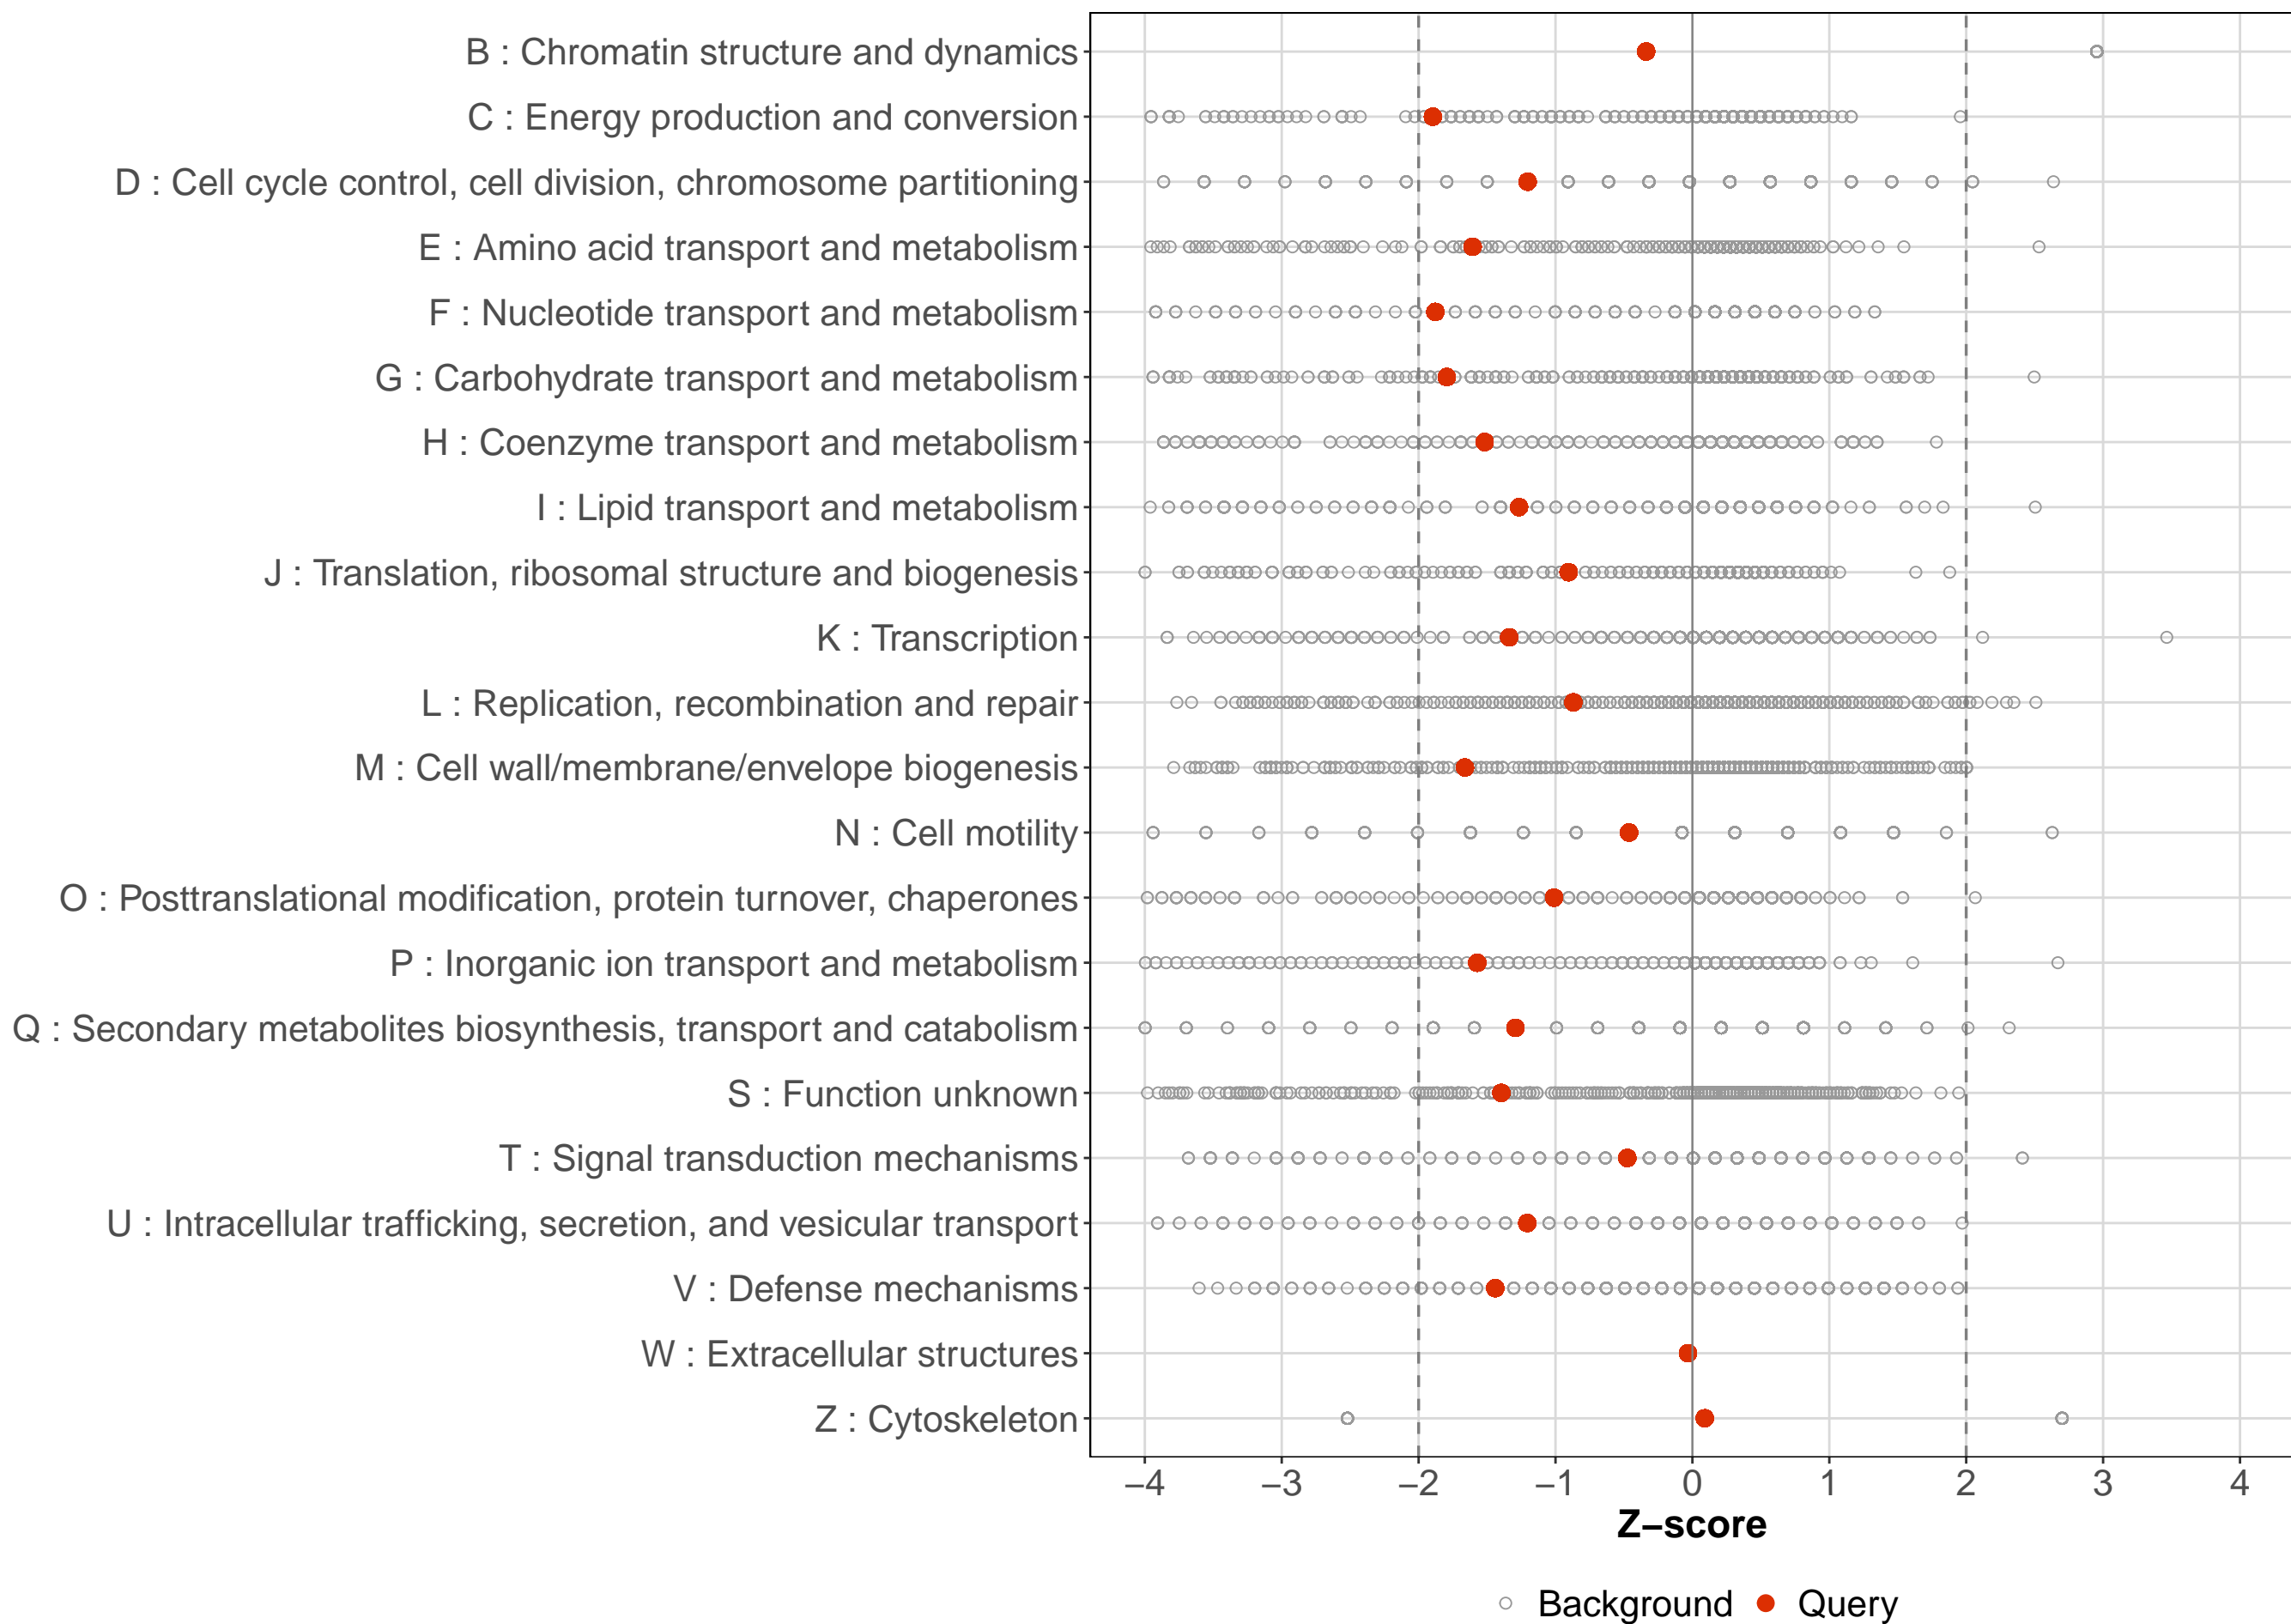 B : Chromatin structure and dynamics
C : Energy production and conversion
D : Cell cycle control, cell division, chromosome partitioning
E : Amino acid transport and metabolism
F : Nucleotide transport and metabolism
G : Carbohydrate transport and metabolism
H : Coenzyme transport and metabolism
I : Lipid transport and metabolism
J : Translation, ribosomal structure and biogenesis
K : Transcription
L : Replication, recombination and repair
M : Cell wall/membrane/envelope biogenesis
N : Cell motility
O : Posttranslational modification, protein turnover, chaperones
P : Inorganic ion transport and metabolism
Q : Secondary metabolites biosynthesis, transport and catabolism
S : Function unknown
T : Signal transduction mechanisms
U : Intracellular trafficking, secretion, and vesicular transport
V : Defense mechanisms
W : Extracellular structures
Z : Cytoskeleton
−4 −3 −2 −1 0 1 2 3 4
Z−score
Background Query